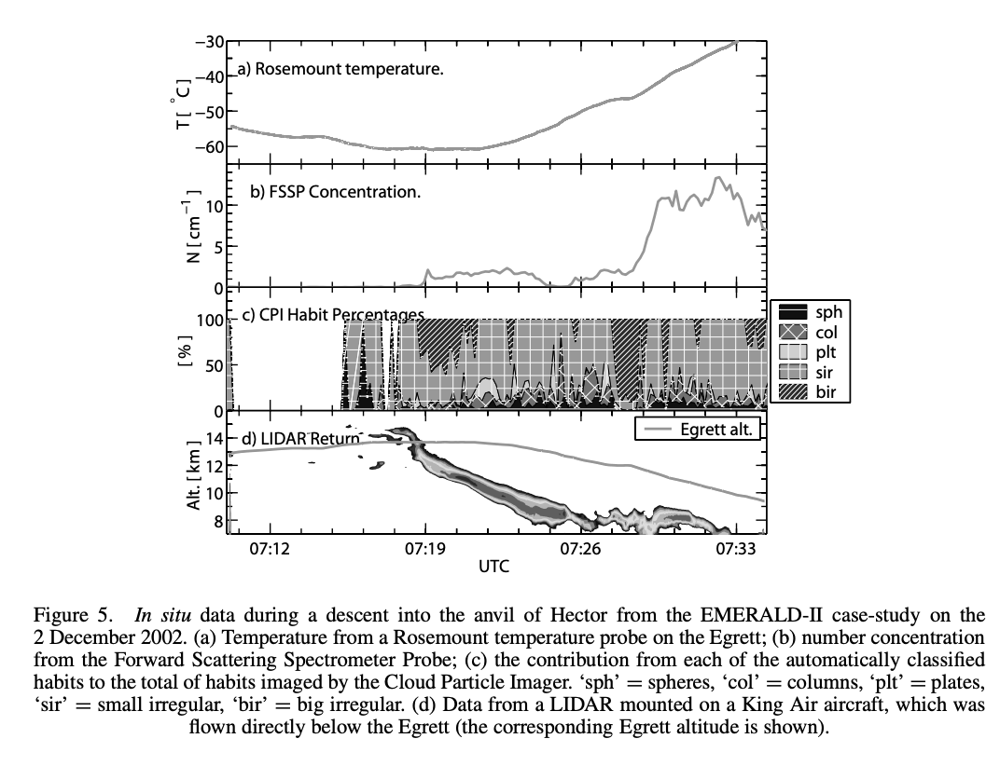 −30
a) Rosemount temperature.
−40
−50
−60
T [ °C]
b) FSSP Concentration.
10
5
0
N [ cm⁻¹ ]
c) CPI Habit Percentages
100
50
0
[ % ]
sph
col
plt
sir
bir
d) LIDAR Return
Egrett alt.
14
12
10
8
Alt. [ km]
07:12 07:19 07:26 07:33
UTC
Figure 5. In situ data during a descent into the anvil of Hector from the EMERALD-II case-study on the
2 December 2002. (a) Temperature from a Rosemount temperature probe on the Egrett; (b) number concentration
from the Forward Scattering Spectrometer Probe; (c) the contribution from each of the automatically classified
habits to the total of habits imaged by the Cloud Particle Imager. ‘sph’ = spheres, ‘col’ = columns, ‘plt’ = plates,
‘sir’ = small irregular, ‘bir’ = big irregular. (d) Data from a LIDAR mounted on a King Air aircraft, which was
flown directly below the Egrett (the corresponding Egrett altitude is shown).